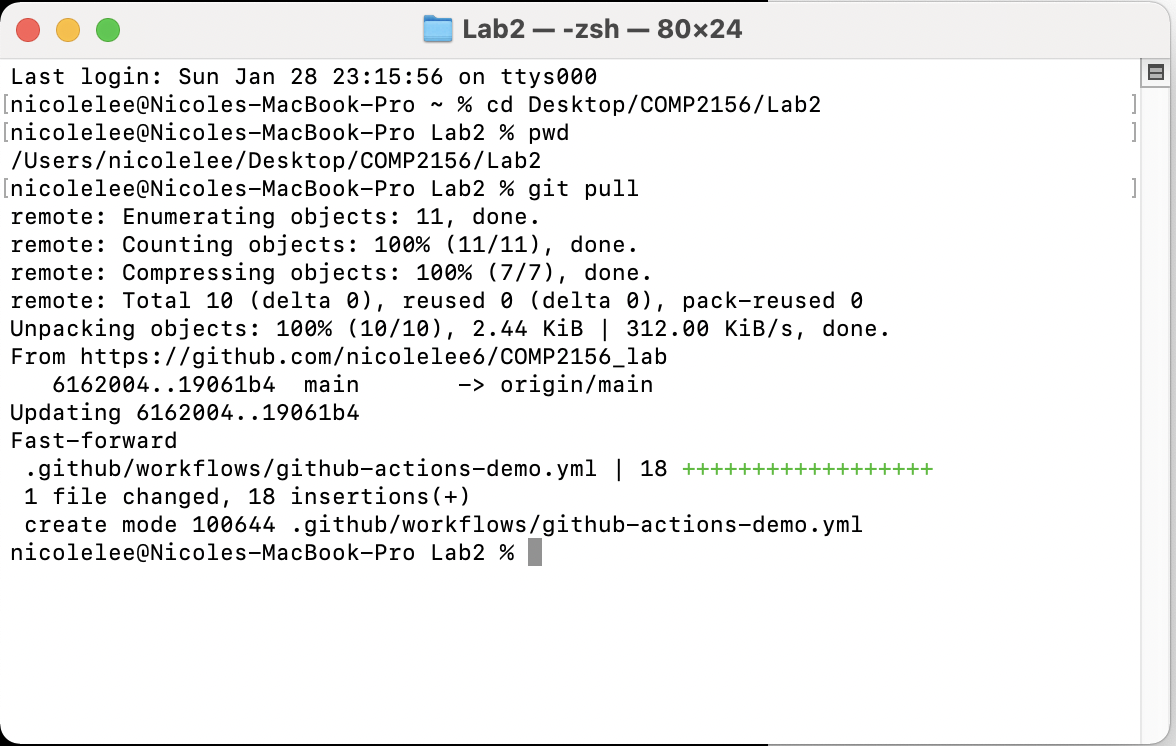 Lab2 — -zsh — 80×24
Last login: Sun Jan 28 23:15:56 on ttys000
[nicolelee@Nicoles-MacBook-Pro ~ % cd Desktop/COMP2156/Lab2 ]
[nicolelee@Nicoles-MacBook-Pro Lab2 % pwd ]
/Users/nicolelee/Desktop/COMP2156/Lab2
[nicolelee@Nicoles-MacBook-Pro Lab2 % git pull ]
remote: Enumerating objects: 11, done.
remote: Counting objects: 100% (11/11), done.
remote: Compressing objects: 100% (7/7), done.
remote: Total 10 (delta 0), reused 0 (delta 0), pack-reused 0
Unpacking objects: 100% (10/10), 2.44 KiB | 312.00 KiB/s, done.
From https://github.com/nicolelee6/COMP2156_lab
   6162004..19061b4  main       -> origin/main
Updating 6162004..19061b4
Fast-forward
 .github/workflows/github-actions-demo.yml | 18 ++++++++++++++++++
 1 file changed, 18 insertions(+)
 create mode 100644 .github/workflows/github-actions-demo.yml
nicolelee@Nicoles-MacBook-Pro Lab2 %